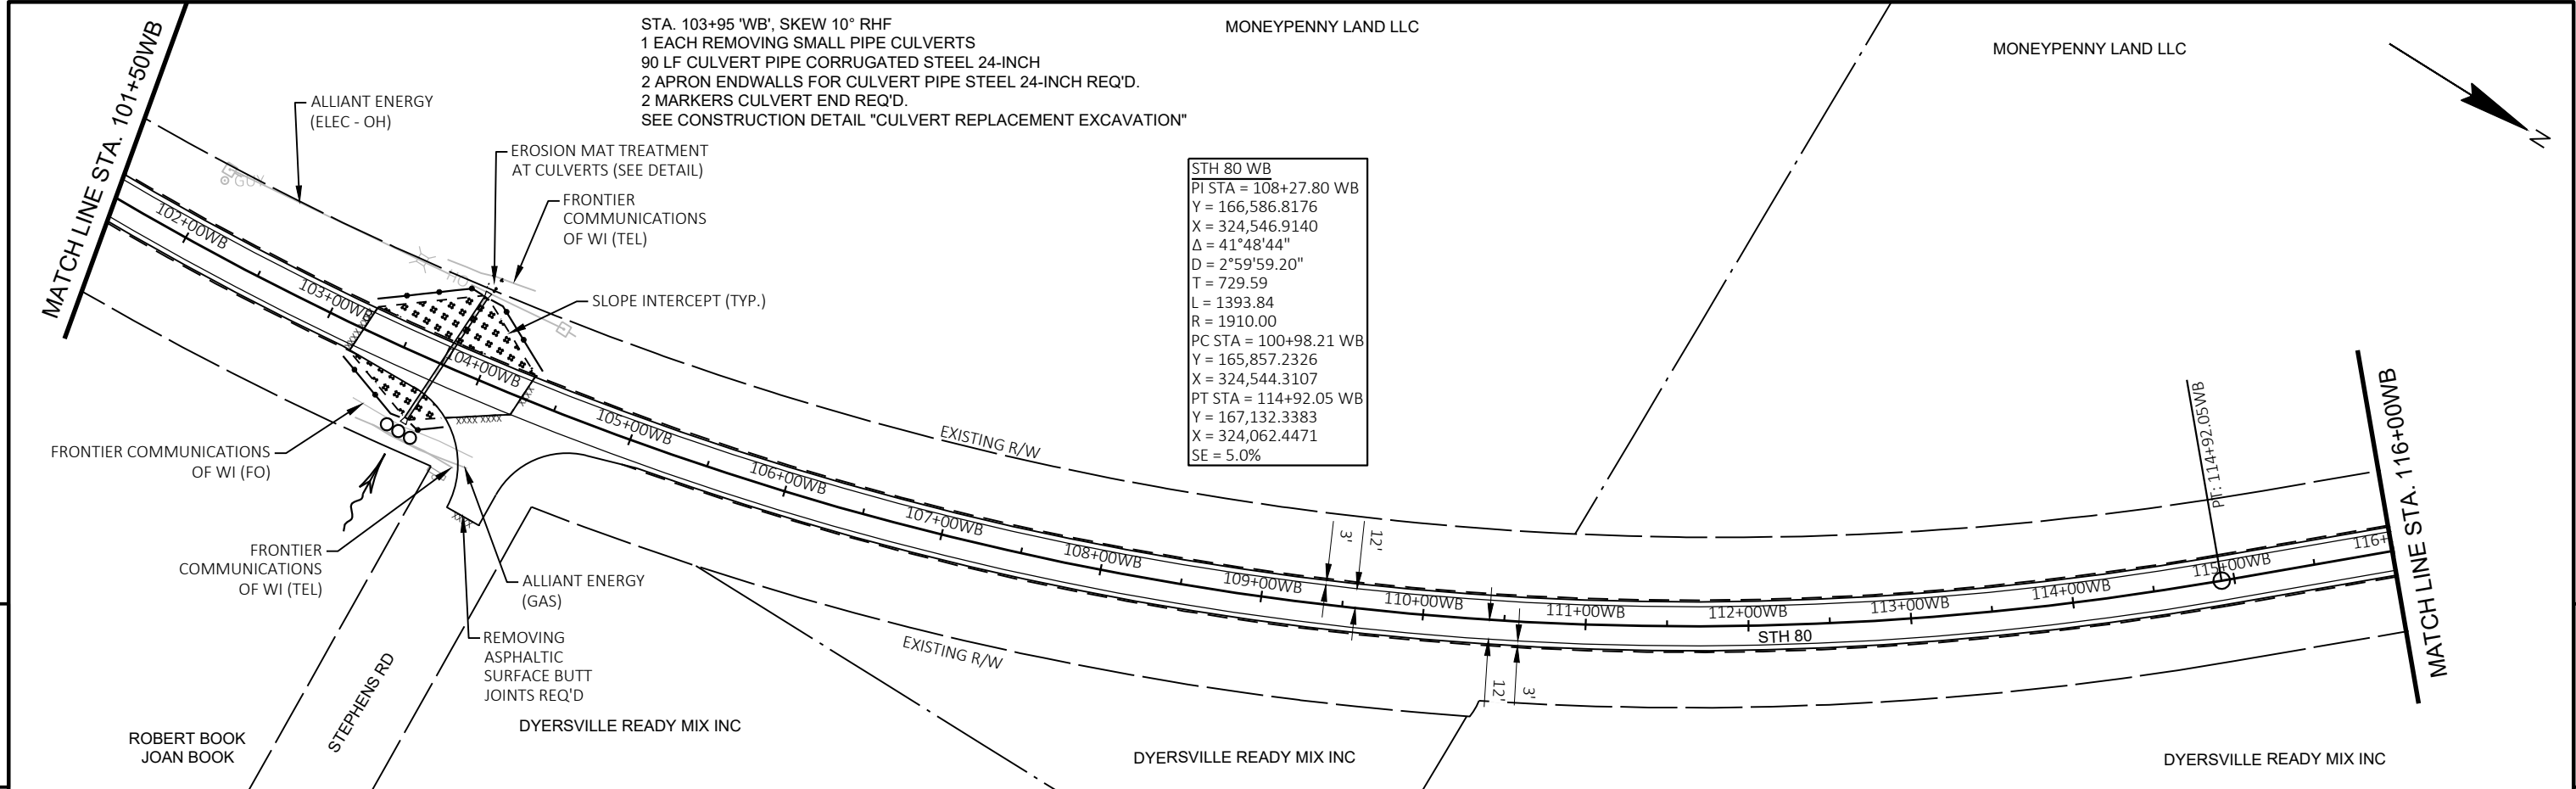 STA. 103+95 'WB', SKEW 10° RHF
1 EACH REMOVING SMALL PIPE CULVERTS
90 LF CULVERT PIPE CORRUGATED STEEL 24-INCH
2 APRON ENDWALLS FOR CULVERT PIPE STEEL 24-INCH REQ'D.
2 MARKERS CULVERT END REQ'D.
SEE CONSTRUCTION DETAIL "CULVERT REPLACEMENT EXCAVATION"
MONEYPENNY LAND LLC
MONEYPENNY LAND LLC
N
MATCH LINE STA. 101+50WB
ALLIANT ENERGY
(ELEC - OH)
GUY
EROSION MAT TREATMENT
AT CULVERTS (SEE DETAIL)
FRONTIER
COMMUNICATIONS
OF WI (TEL)
SLOPE INTERCEPT (TYP.)
STH 80 WB
PI STA = 108+27.80 WB
Y = 166,586.8176
X = 324,546.9140
Δ = 41°48'44"
D = 2°59'59.20"
T = 729.59
L = 1393.84
R = 1910.00
PC STA = 100+98.21 WB
Y = 165,857.2326
X = 324,544.3107
PT STA = 114+92.05 WB
Y = 167,132.3383
X = 324,062.4471
SE = 5.0%
102+00WB
103+00WB
104+00WB
105+00WB
106+00WB
107+00WB
108+00WB
109+00WB
110+00WB
111+00WB
112+00WB
113+00WB
114+00WB
115+00WB
116+
XXXX XXXX
XXXX
EXISTING R/W
EXISTING R/W
3'
12'
12'
3'
STH 80
PT: 114+92.05WB
MATCH LINE STA. 116+00WB
FRONTIER COMMUNICATIONS
OF WI (FO)
FRONTIER
COMMUNICATIONS
OF WI (TEL)
ALLIANT ENERGY
(GAS)
REMOVING
ASPHALTIC
SURFACE BUTT
JOINTS REQ'D
STEPHENS RD
ROBERT BOOK
JOAN BOOK
DYERSVILLE READY MIX INC
DYERSVILLE READY MIX INC
DYERSVILLE READY MIX INC